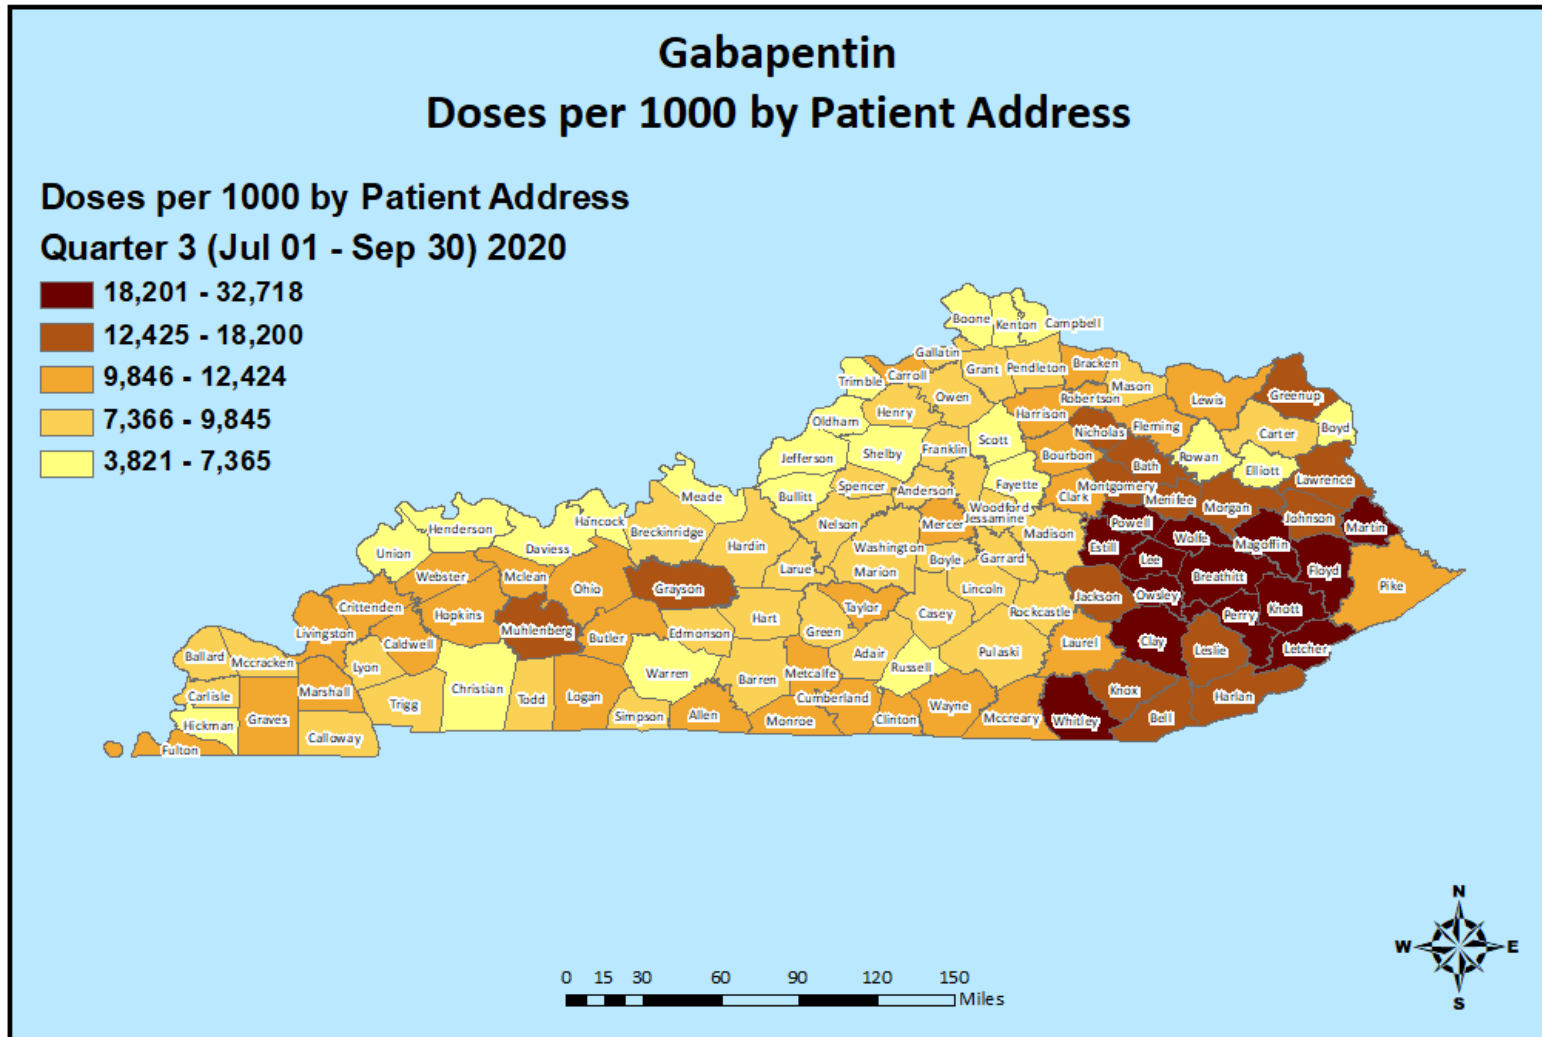 Gabapentin
Doses per 1000 by Patient Address
Doses per 1000 by Patient Address
Quarter 3 (Jul 01 - Sep 30) 2020
18,201 - 32,718
12,425 - 18,200
9,846 - 12,424
7,366 - 9,845
3,821 - 7,365
Boone
Kenton
Campbell
Gallatin
Carroll
Trimble
Grant
Pendleton
Bracken
Mason
Robertson
Lewis
Greenup
Boyd
Carter
Owen
Henry
Oldham
Harrison
Nicholas
Fleming
Rowan
Elliott
Lawrence
Scott
Franklin
Shelby
Jefferson
Bullitt
Spencer
Anderson
Bourbon
Bath
Fayette
Woodford
Jessamine
Clark
Montgomery
Menifee
Morgan
Johnson
Martin
Meade
Hancock
Daviess
Henderson
Union
Breckinridge
Hardin
Nelson
Washington
Mercer
Madison
Powell
Estill
Wolfe
Magoffin
Lee
Breathitt
Floyd
Pike
Webster
Mclean
Ohio
Grayson
Larue
Marion
Boyle
Garrard
Lincoln
Jackson
Owsley
Perry
Knott
Crittenden
Hopkins
Muhlenberg
Butler
Edmonson
Hart
Green
Taylor
Casey
Rockcastle
Livingston
Caldwell
Lyon
Laurel
Clay
Leslie
Letcher
Pulaski
Adair
Russell
Ballard
Mccracken
Carlisle
Marshall
Hickman
Graves
Fulton
Calloway
Trigg
Christian
Todd
Logan
Warren
Simpson
Allen
Barren
Metcalfe
Monroe
Cumberland
Clinton
Wayne
Mccreary
Whitley
Knox
Bell
Harlan
N
W
E
S
0 15 30 60 90 120 150
Miles